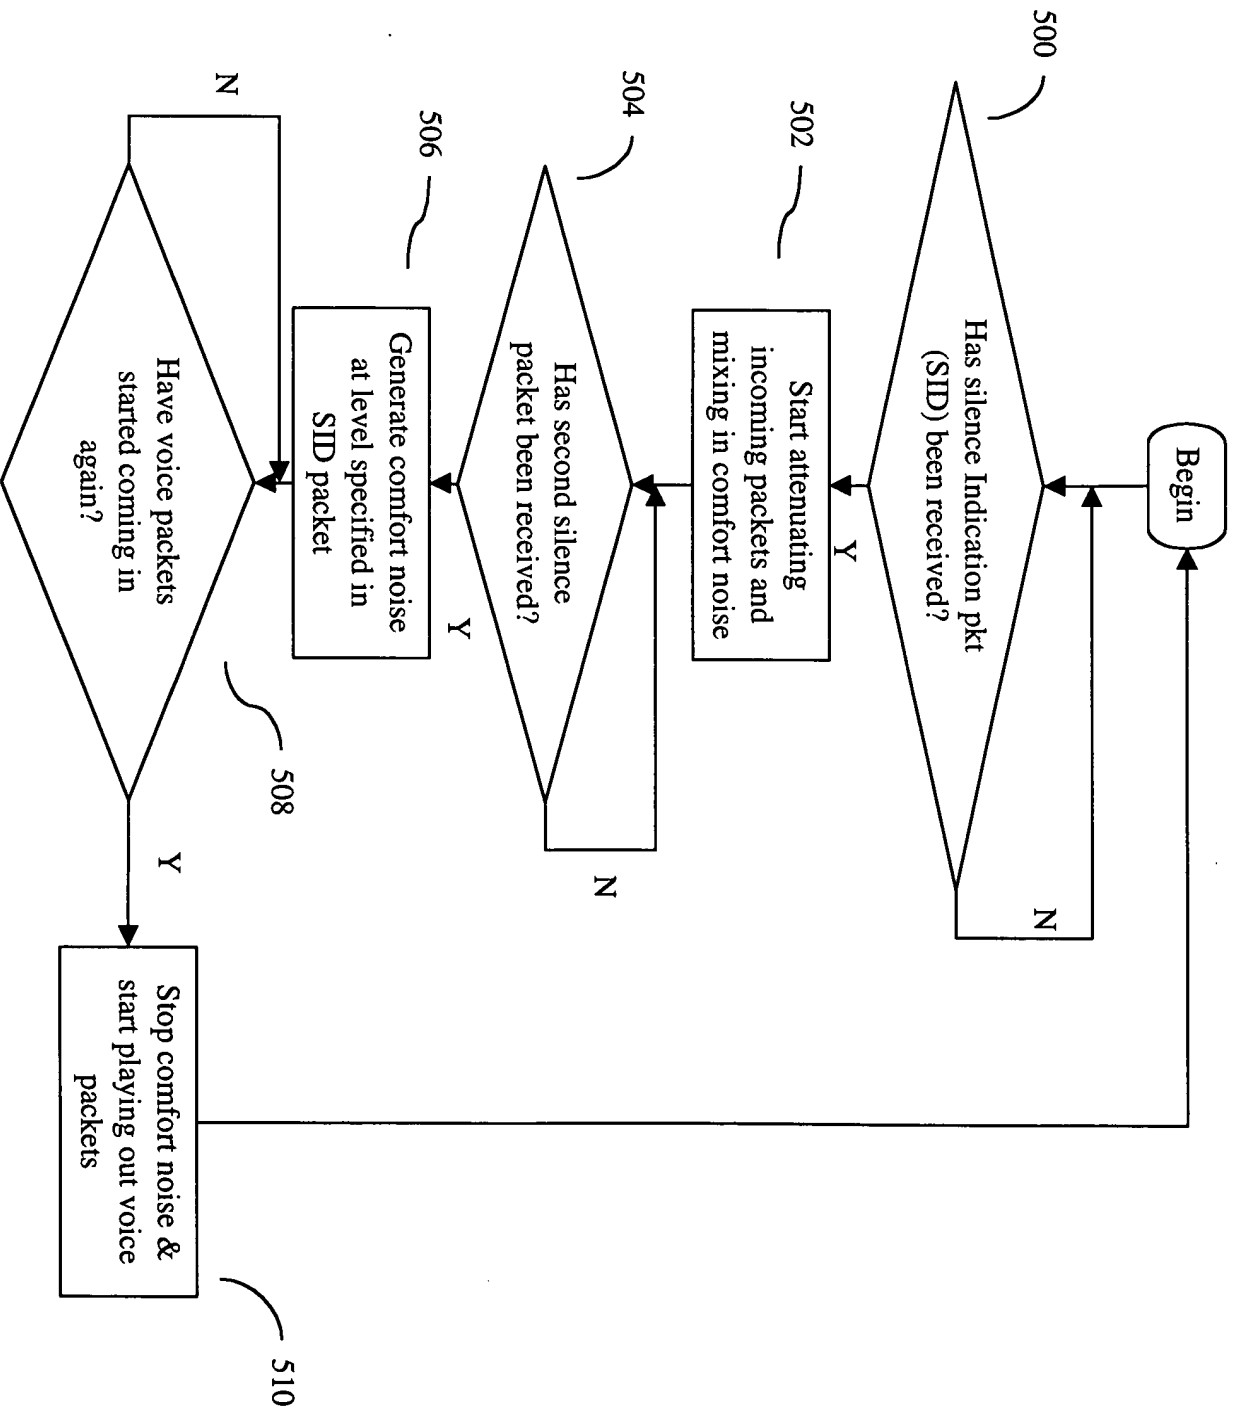 Begin
500
Has silence Indication pkt
(SID) been received?
N
Y
502
Start attenuating
incoming packets and
mixing in comfort noise
504
Has second silence
packet been received?
N
Y
506
Generate comfort noise
at level specified in
SID packet
N
508
Have voice packets
started coming in
again?
Y
Stop comfort noise &
start playing out voice
packets
510